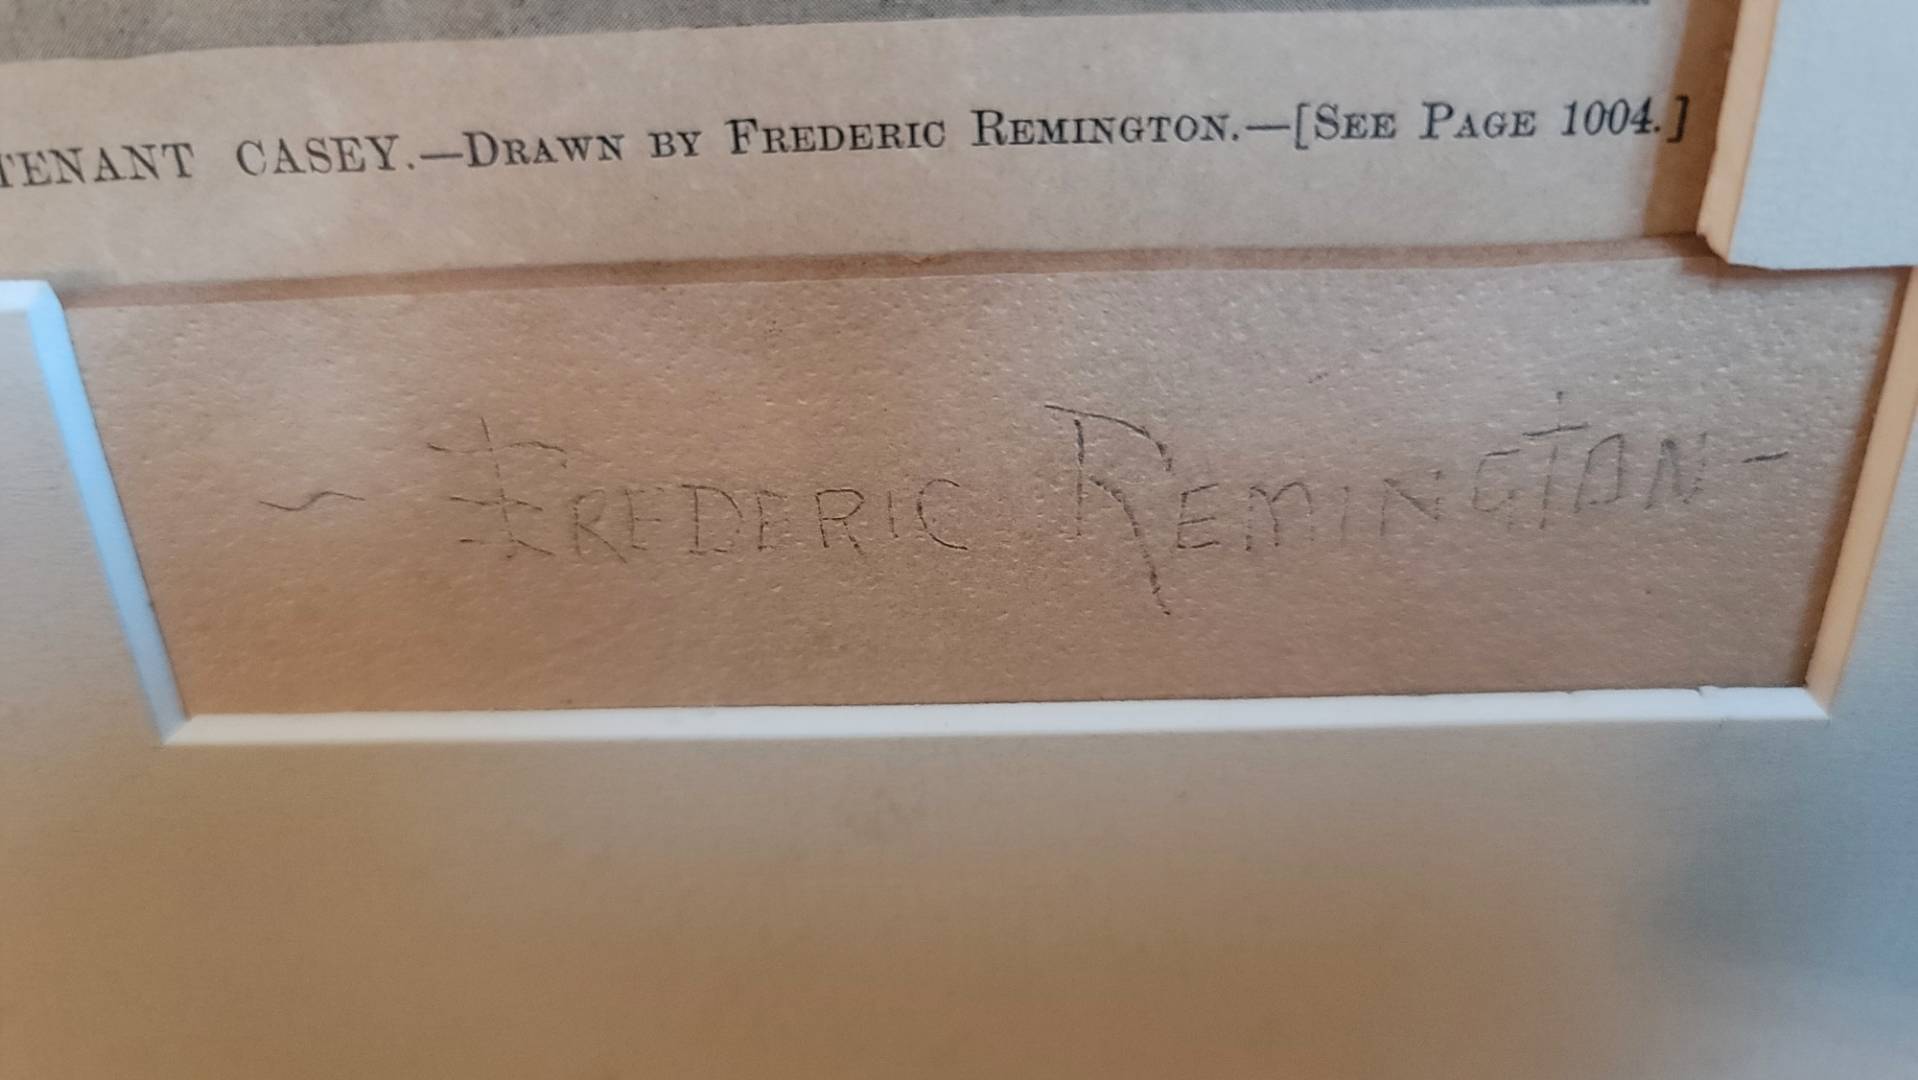 TENANT CASEY.—DRAWN BY FREDERIC REMINGTON.—[SEE PAGE 1004.]
~ FREDERIC REMINGTON -